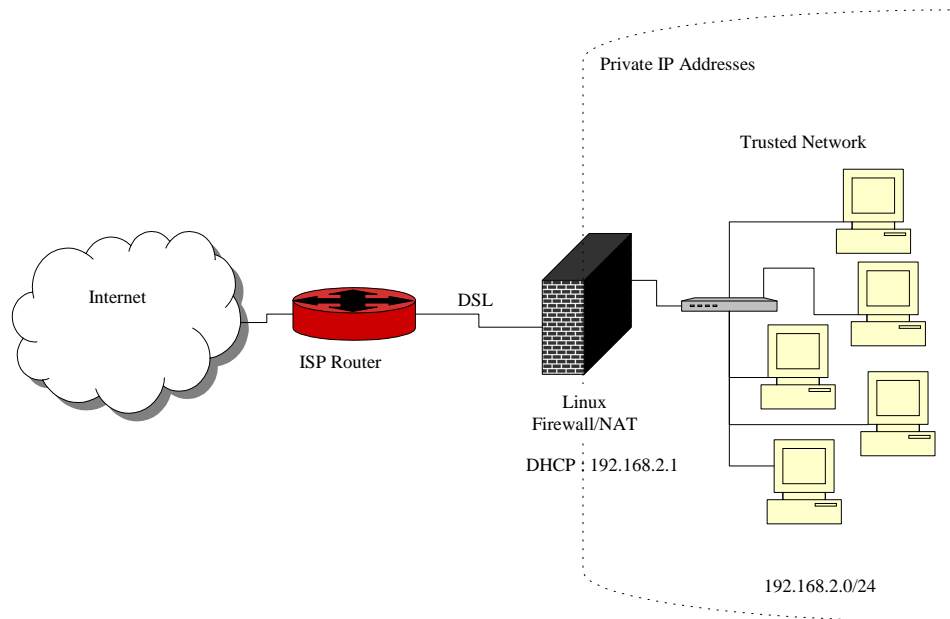 Private IP Addresses
Trusted Network
Internet
DSL
ISP Router
Linux
Firewall/NAT
DHCP : 192.168.2.1
192.168.2.0/24